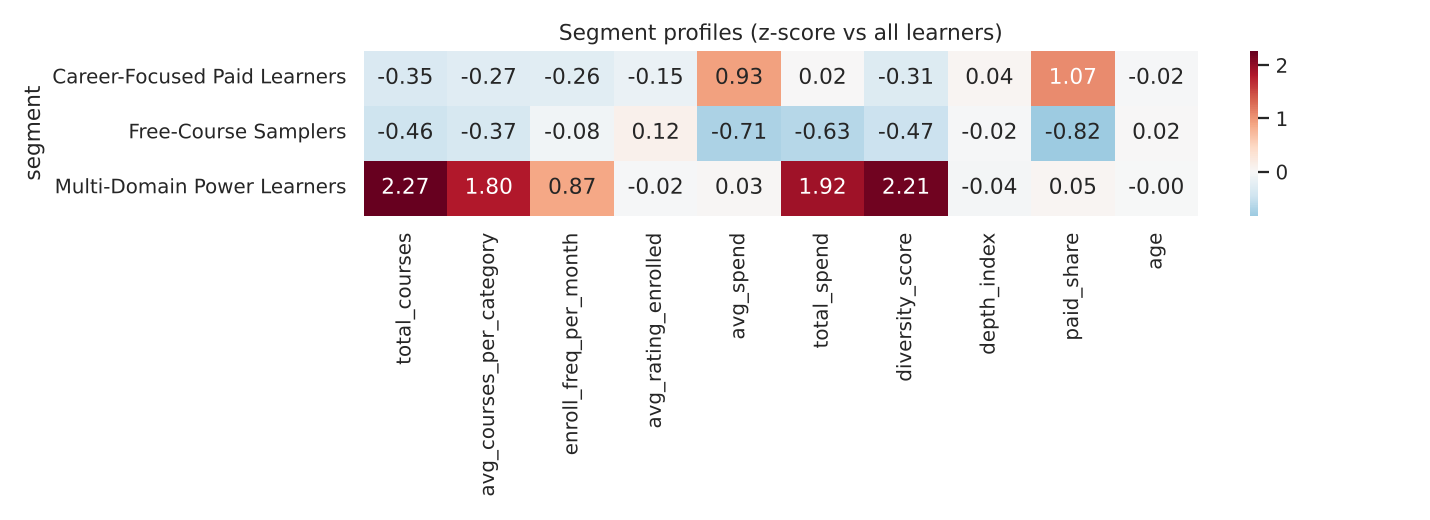 Segment profiles (z-score vs all learners)
segment
Career-Focused Paid Learners -0.35 -0.27 -0.26 -0.15 0.93 0.02 -0.31 0.04 1.07 -0.02
Free-Course Samplers -0.46 -0.37 -0.08 0.12 -0.71 -0.63 -0.47 -0.02 -0.82 0.02
Multi-Domain Power Learners 2.27 1.80 0.87 -0.02 0.03 1.92 2.21 -0.04 0.05 -0.00
total_courses
avg_courses_per_category
enroll_freq_per_month
avg_rating_enrolled
avg_spend
total_spend
diversity_score
depth_index
paid_share
age
2
1
0